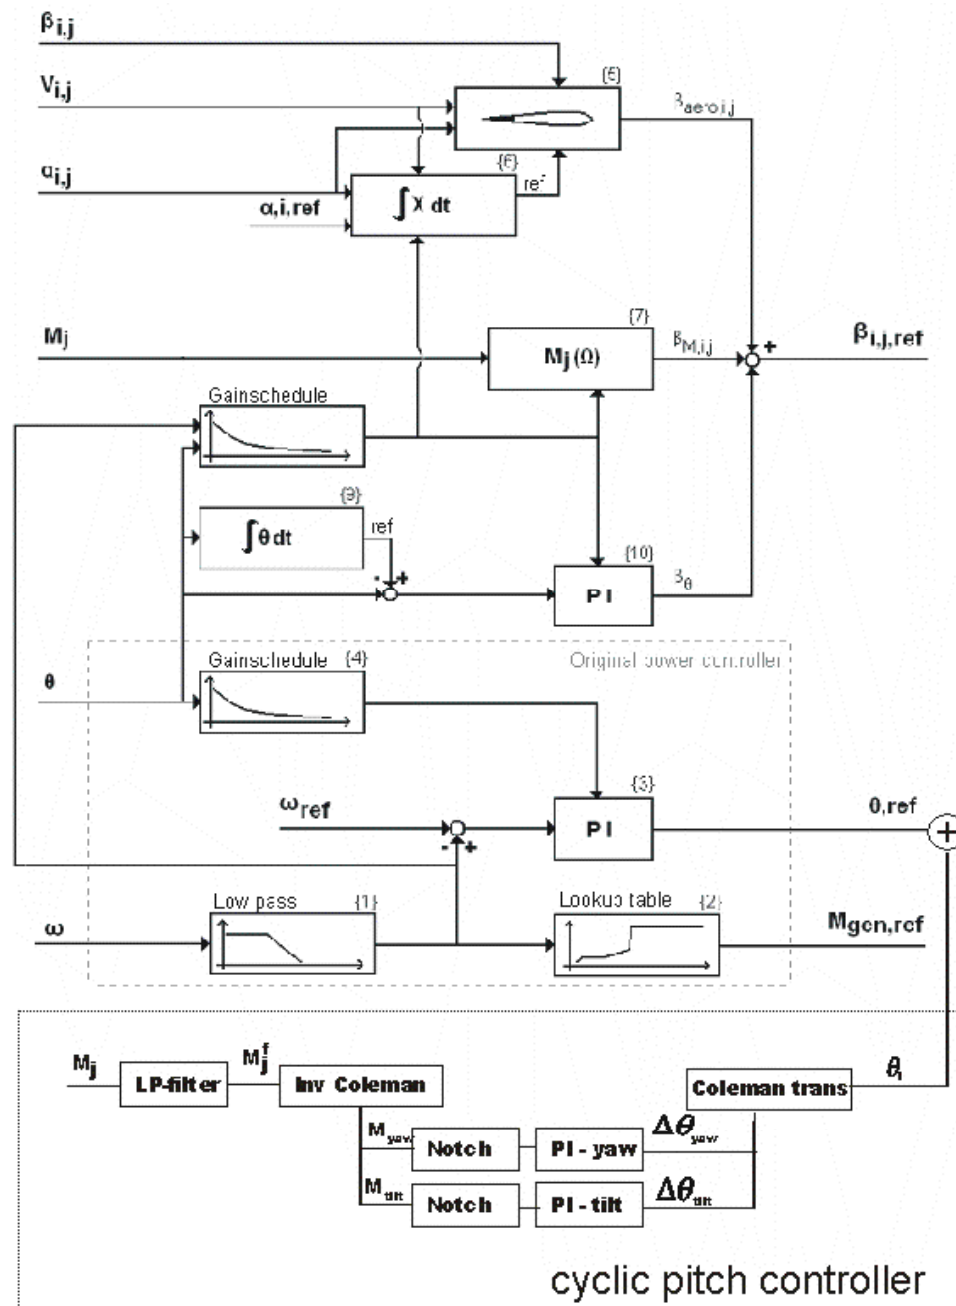 βi,j
{5}
Vi,j
βaero,i,j
{6}
αi,j
ref
∫ X dt
α,i,ref
{7}
Mj
Mj(Ω)
βM,i,j
+
βi,j,ref
Gainschedule
{9}
∫θdt
ref
{10}
- +
PI
βθ
Original power controller
Gainschedule {4}
θ
{3}
ωref
PI
θ,ref
+
- +
Low pass {1}
Lookup table {2}
ω
Mgen,ref
Mj
LP-filter
Mjf
Inv Coleman
Coleman trans
θi
Myaw
Notch
PI - yaw
Δθyaw
Mtilt
Notch
PI - tilt
Δθtilt
cyclic pitch controller